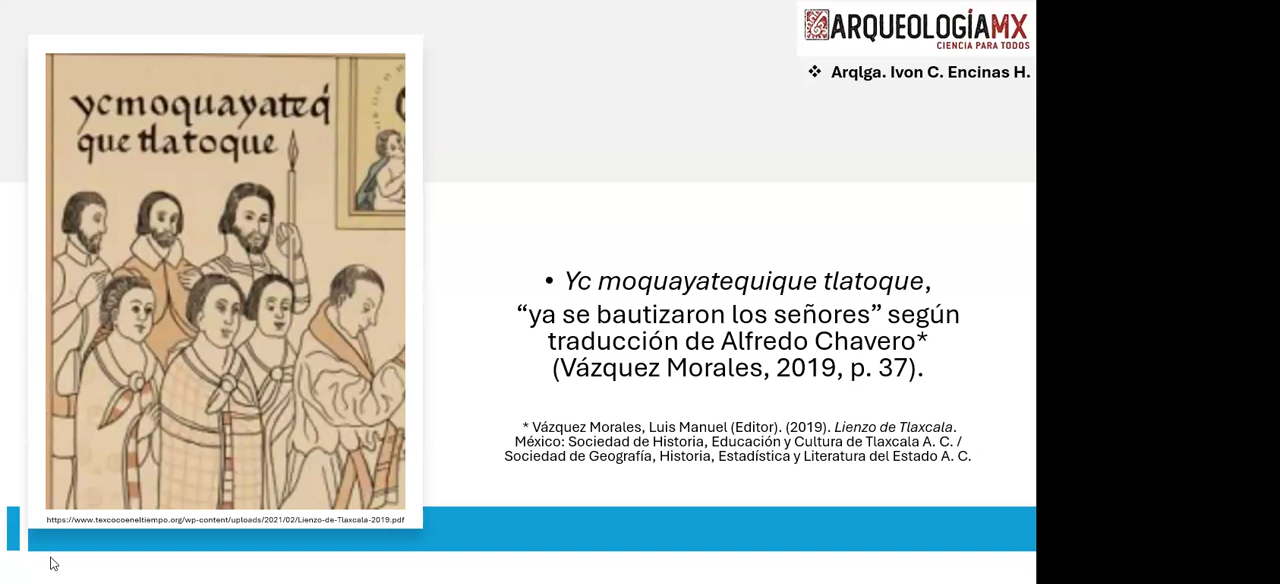 ARQUEOLOGÍAMX
CIENCIA PARA TODOS
❖ Arqlga. Ivon C. Encinas H.
ycmoquayateq́
que tlatoque
• Yc moquayatequique tlatoque,
“ya se bautizaron los señores” según
traducción de Alfredo Chavero*
(Vázquez Morales, 2019, p. 37).
* Vázquez Morales, Luis Manuel (Editor). (2019). Lienzo de Tlaxcala.
México: Sociedad de Historia, Educación y Cultura de Tlaxcala A. C. /
Sociedad de Geografía, Historia, Estadística y Literatura del Estado A. C.
https://www.texcocoeneltiempo.org/wp-content/uploads/2021/02/Lienzo-de-Tlaxcala-2019.pdf